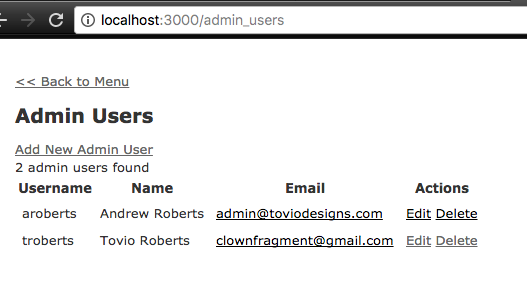 localhost:3000/admin_users
<< Back to Menu
Admin Users
Add New Admin User
2 admin users found
Username Name Email Actions
aroberts Andrew Roberts admin@toviodesigns.com Edit Delete
troberts Tovio Roberts clownfragment@gmail.com Edit Delete